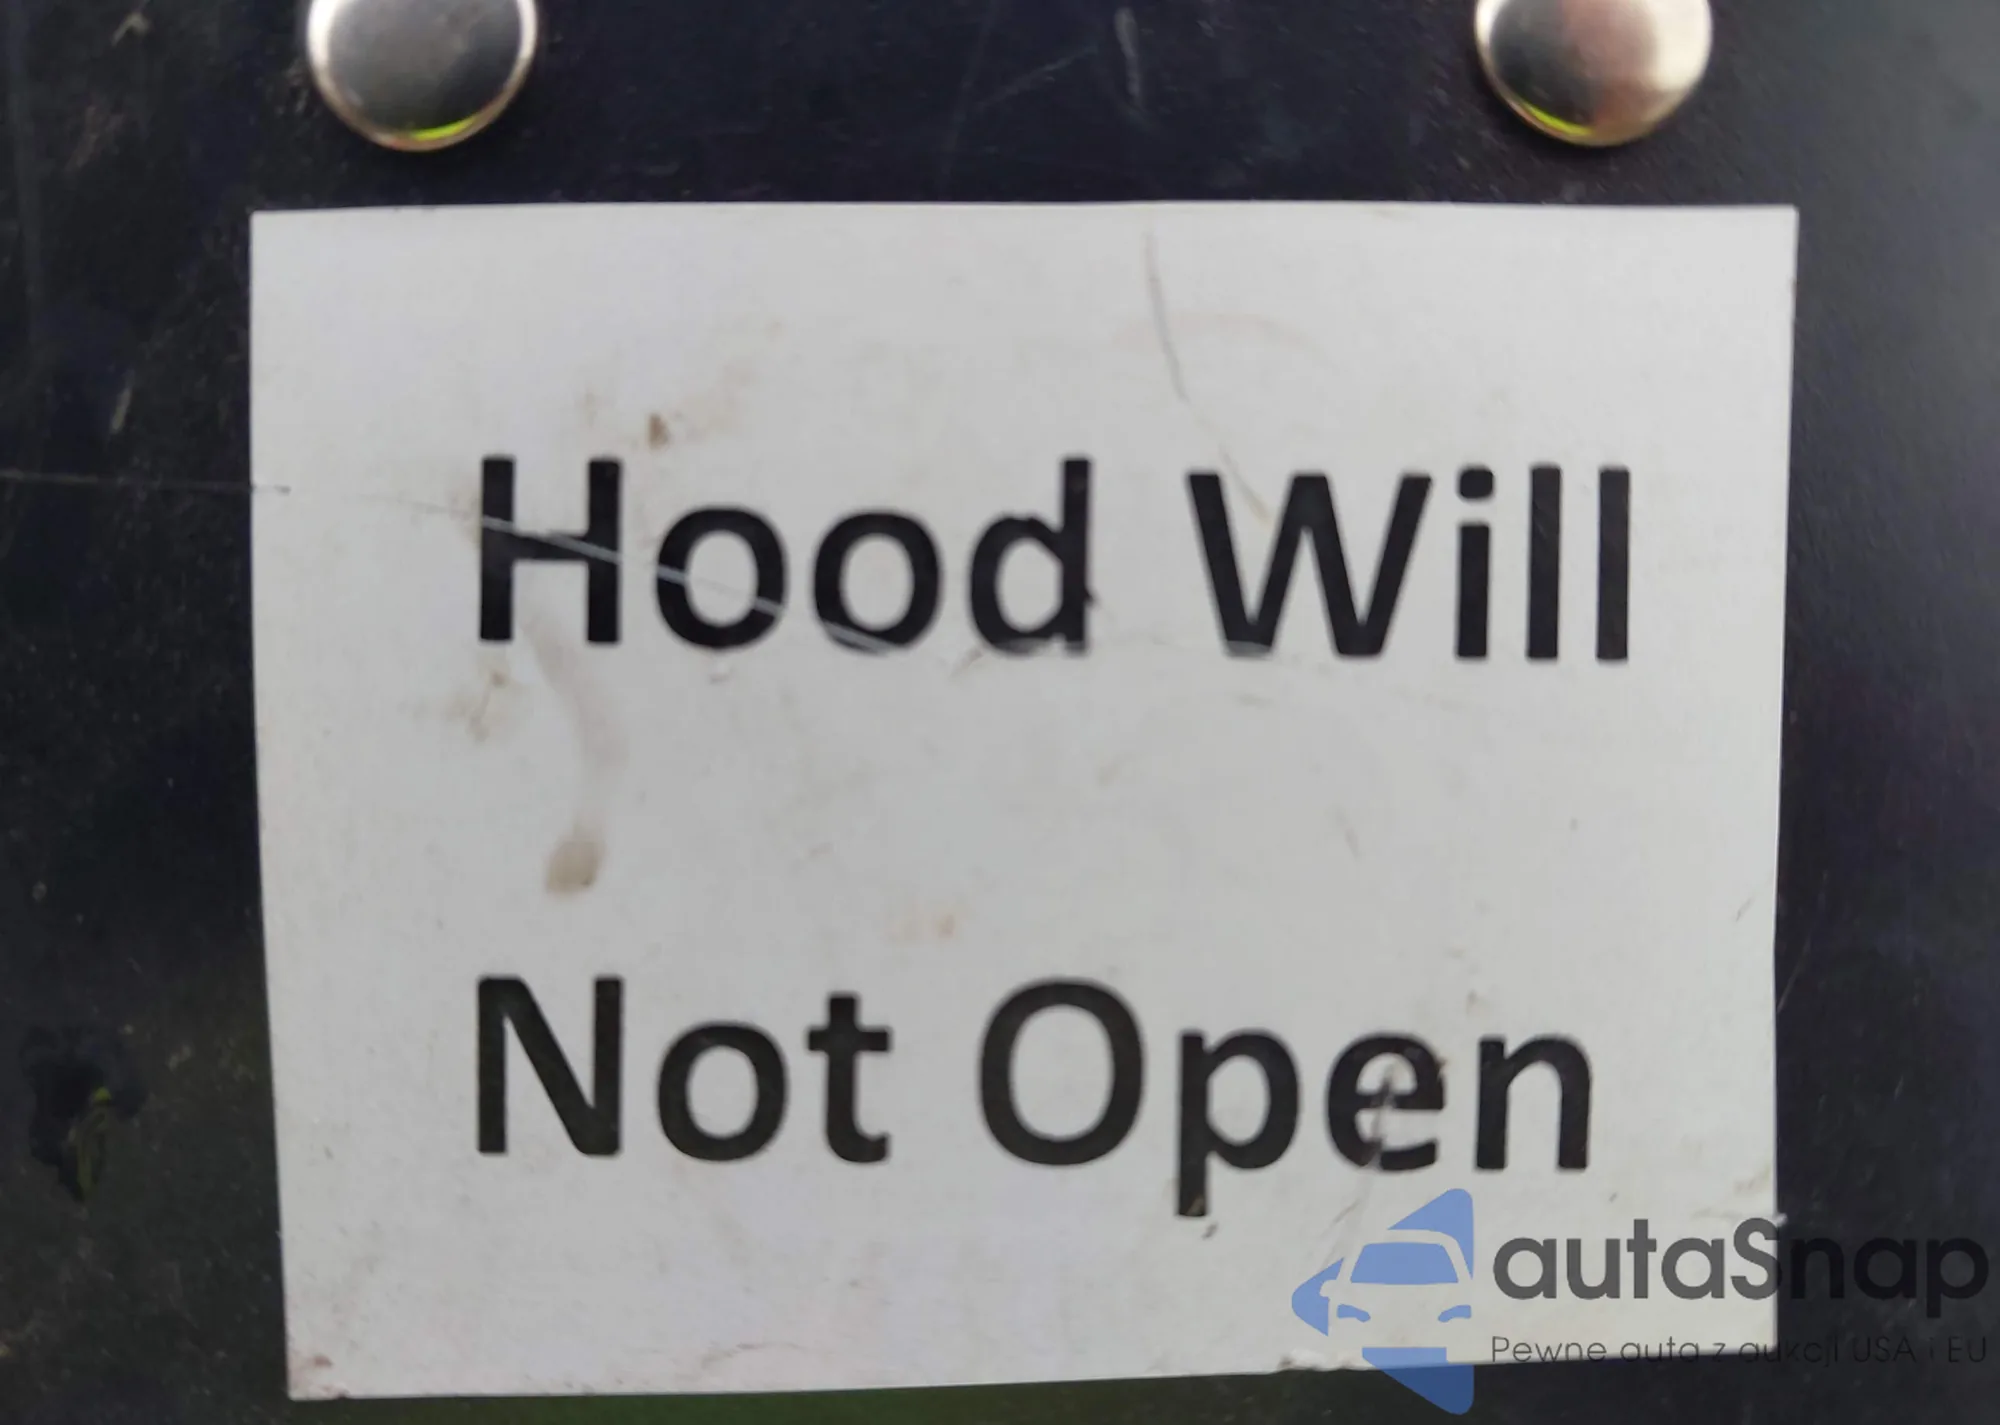 Hood Will
Not Open
autaSnap
Pewne auta z aukcji USA i EU